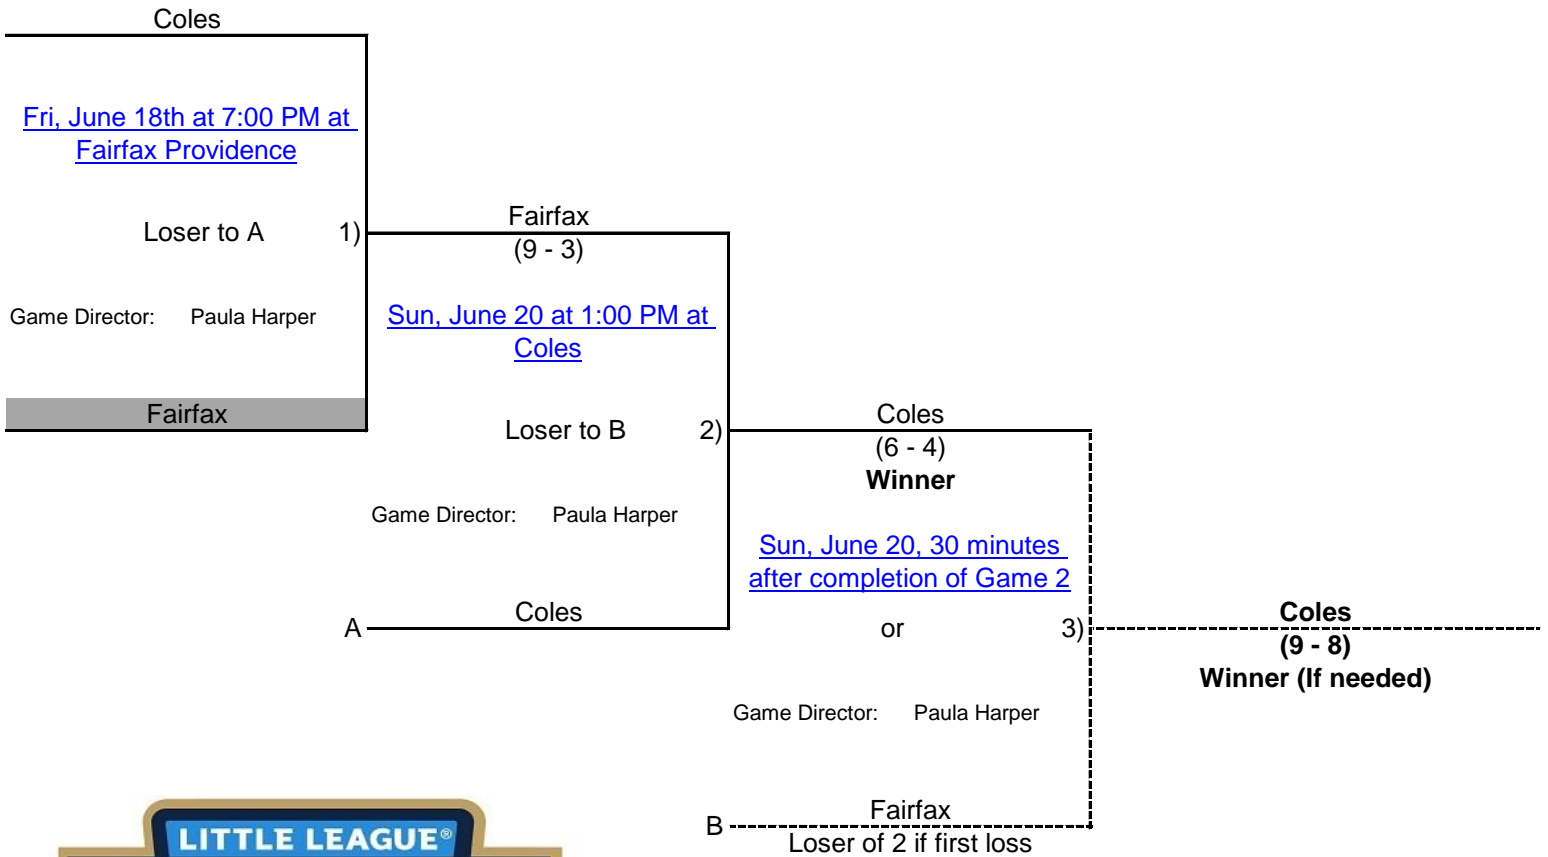 Coles
Fri, June 18th at 7:00 PM at
Fairfax Providence
Loser to A 1)
Game Director: Paula Harper
Fairfax
Fairfax
(9 - 3)
Sun, June 20 at 1:00 PM at
Coles
Loser to B 2)
Game Director: Paula Harper
A Coles
Coles
(6 - 4)
Winner
Sun, June 20, 30 minutes
after completion of Game 2
or 3)
Game Director: Paula Harper
B Fairfax
Loser of 2 if first loss
Coles
(9 - 8)
Winner (If needed)
LITTLE LEAGUE®